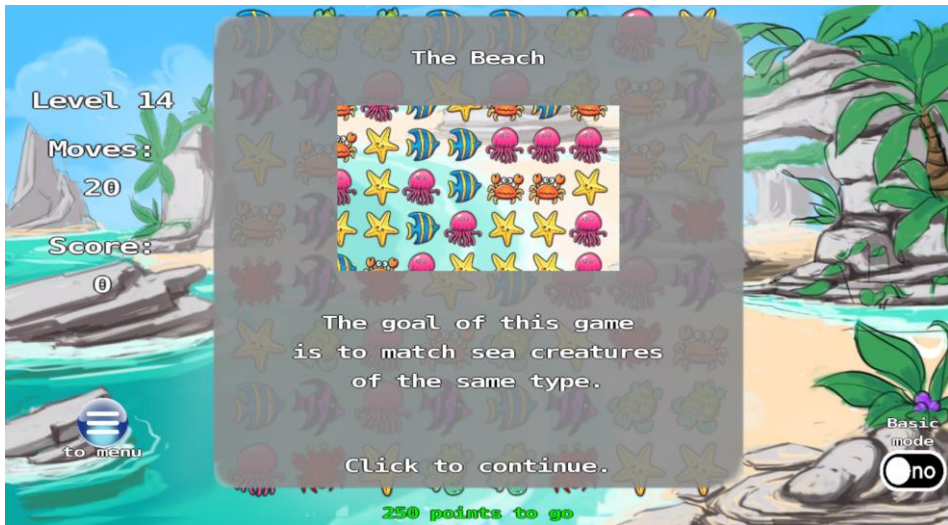 The Beach
Level 14
Moves:
20
Score:
0
The goal of this game
is to match sea creatures
of the same type.
to menu
Click to continue.
Basic
mode
no
250 points to go